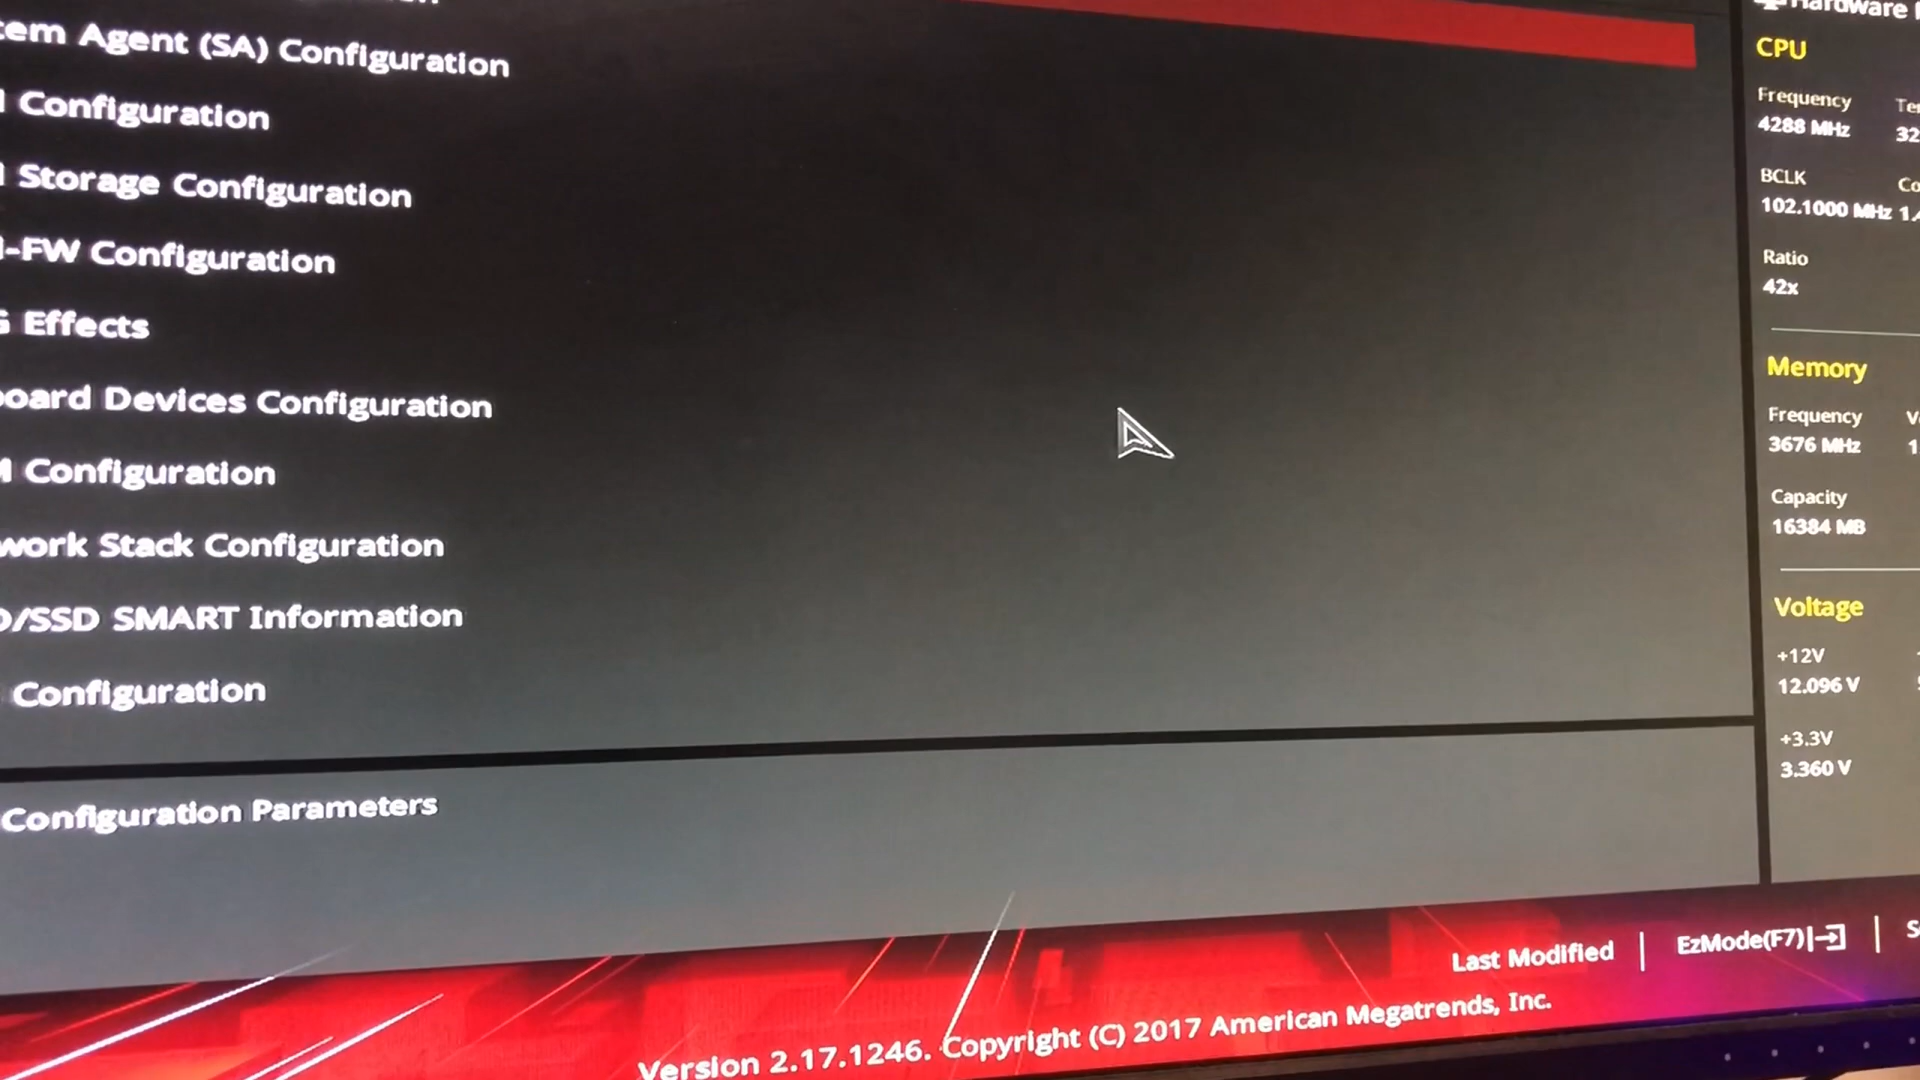 Hardware
Agent (SA) Configuration
Configuration
Storage Configuration
-FW Configuration
Effects
Devices Configuration
Configuration
Stack Configuration
/SSD SMART Information
Configuration
Configuration Parameters
CPU
Frequency
4288 MHz
32
BCLK
102.1000 MHz
Ratio
42x
Memory
Frequency
3676 MHz
Capacity
16384 MB
Voltage
+12V
12.096 V
+3.3V
3.360 V
Last Modified | EzMode(F7) |
Version 2.17.1246. Copyright (C) 2017 American Megatrends, Inc.